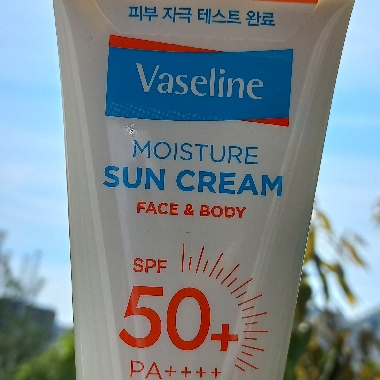 피부 자극 테스트 완료
Vaseline
MOISTURE
SUN CREAM
FACE & BODY
SPF
50+
PA++++